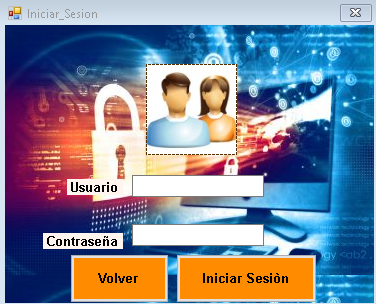 Iniciar_Sesion
Usuario
Contraseña
Volver
Iniciar Sesiòn